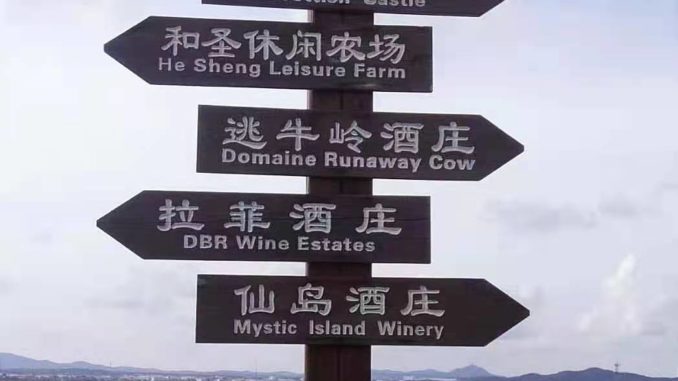 Castle
和圣休闲农场
He Sheng Leisure Farm
逃牛岭酒庄
Domaine Runaway Cow
拉菲酒庄
DBR Wine Estates
仙岛酒庄
Mystic Island Winery